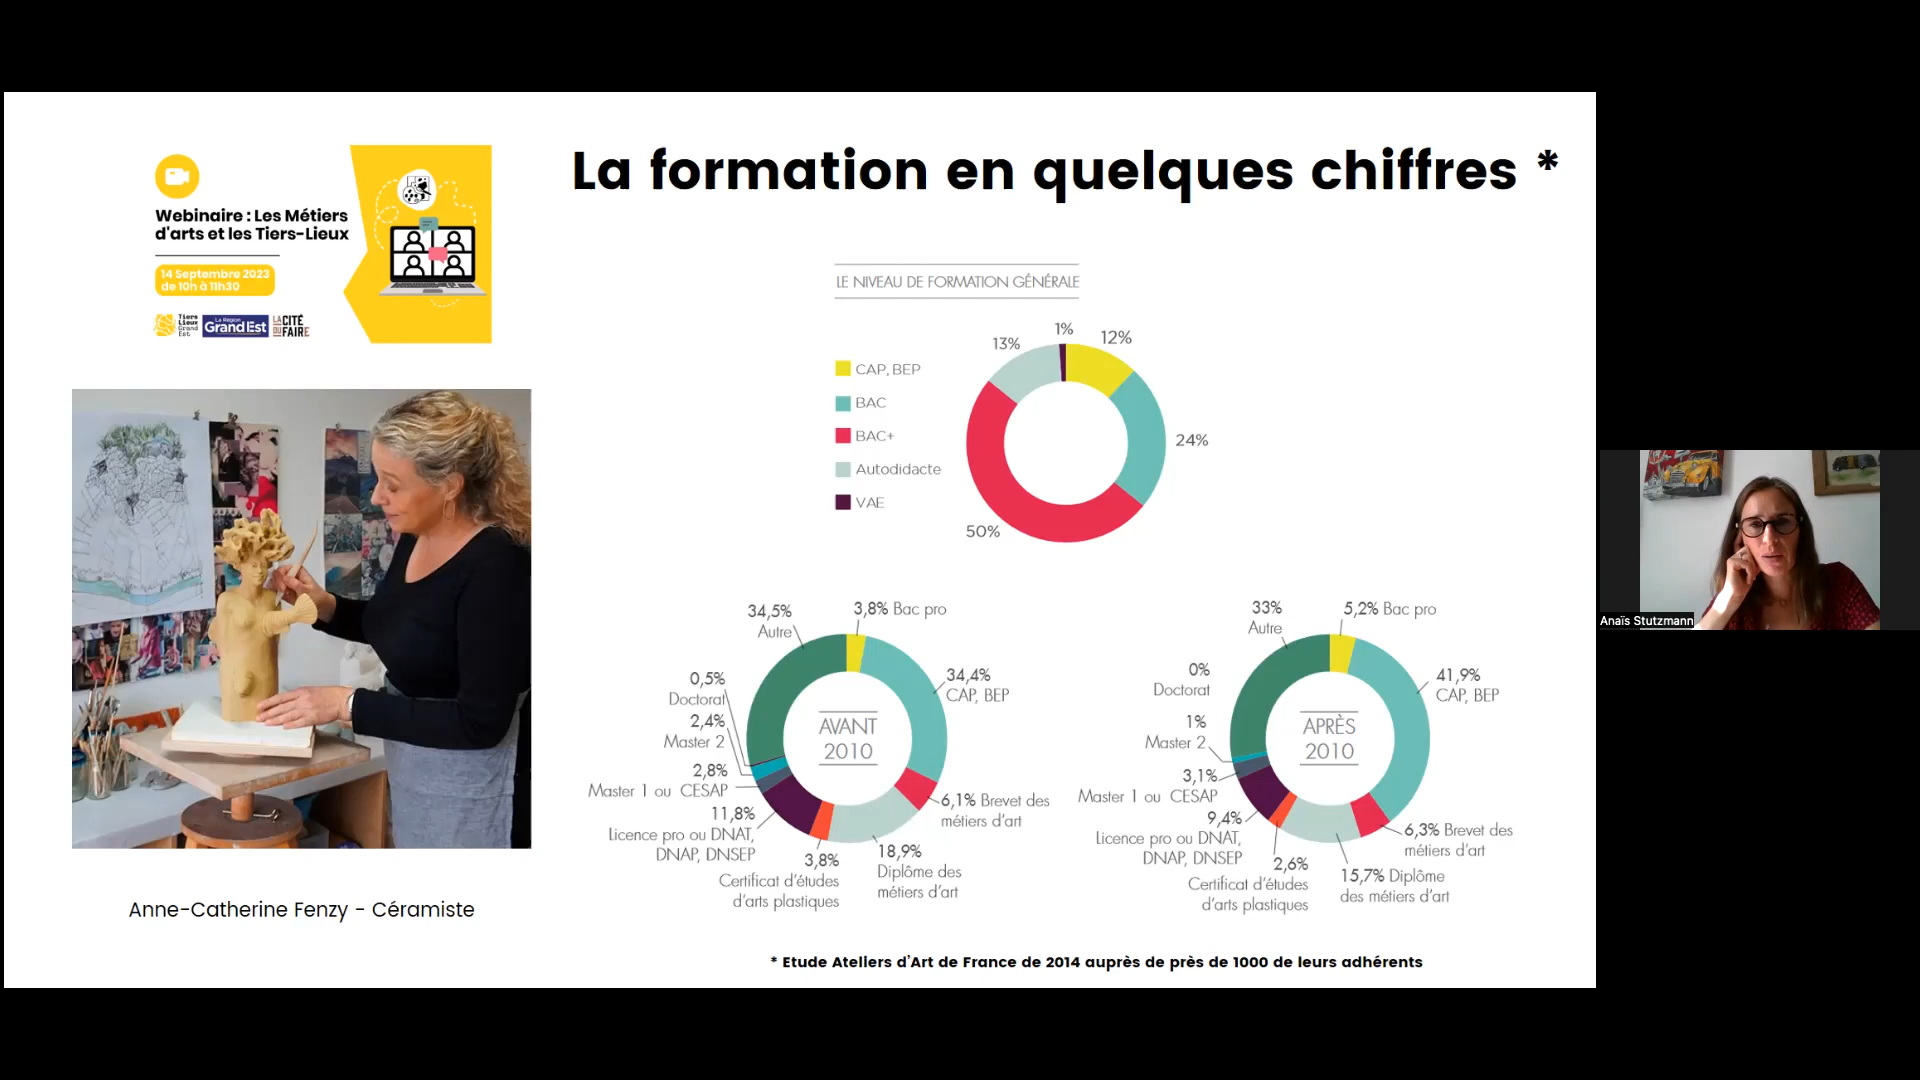 La formation en quelques chiffres *
Webinaire : Les Métiers
d'arts et les Tiers-Lieux
14 Septembre 2023
de 10h à 11h30
Tiers
Lieux
Grand
Est
La Région
Grand Est
LA CITÉ
DU FAIRE
Anne-Catherine Fenzy - Céramiste
LE NIVEAU DE FORMATION GÉNÉRALE
CAP, BEP
BAC
BAC+
Autodidacte
VAE
1%
12%
13%
24%
50%
AVANT
2010
34,5%
Autre
3,8% Bac pro
34,4%
CAP, BEP
0,5%
Doctorat
2,4%
Master 2
2,8%
Master 1 ou CESAP
11,8%
Licence pro ou DNAT,
DNAP, DNSEP
3,8%
Certificat d'études
d'arts plastiques
18,9%
Diplôme des
métiers d'art
6,1% Brevet des
métiers d'art
APRÈS
2010
33%
Autre
5,2% Bac pro
41,9%
CAP, BEP
0%
Doctorat
1%
Master 2
3,1%
Master 1 ou CESAP
9,4%
Licence pro ou DNAT,
DNAP, DNSEP
2,6%
Certificat d'études
d'arts plastiques
15,7% Diplôme
des métiers d'art
6,3% Brevet des
métiers d'art
* Etude Ateliers d'Art de France de 2014 auprès de près de 1000 de leurs adhérents
Anaïs Stutzmann